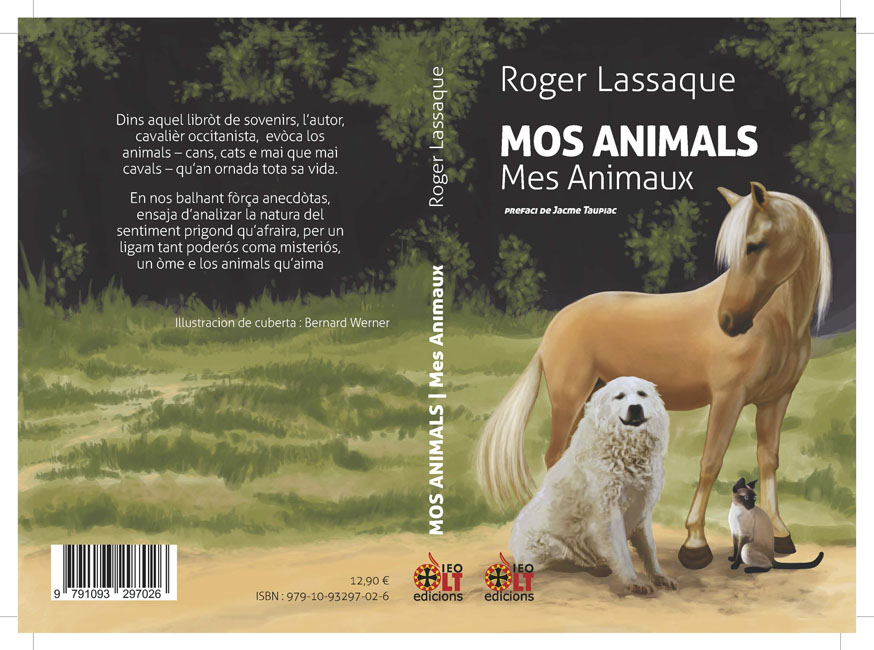 Dins aquel libròt de sovenirs, l'autor,
cavalièr occitanista, evòca los
animals – cans, cats e mai que mai
cavals – qu'an ornada tota sa vida.
En nos balhant fòrça anecdòtas,
ensaja d'analizar la natura del
sentiment prigond qu'afraira, per un
ligam tant poderós coma misteriós,
un òme e los animals qu'aima
Illustracion de cuberta : Bernard Werner
9 791093 297026
12,90 €
ISBN : 979-10-93297-02-6
Roger Lassaque
MOS ANIMALS | Mes Animaux
IEO
OLT
edicions
Roger Lassaque
MOS ANIMALS
Mes Animaux
PREFACI DE JACME TAUPIAC
IEO
OLT
edicions